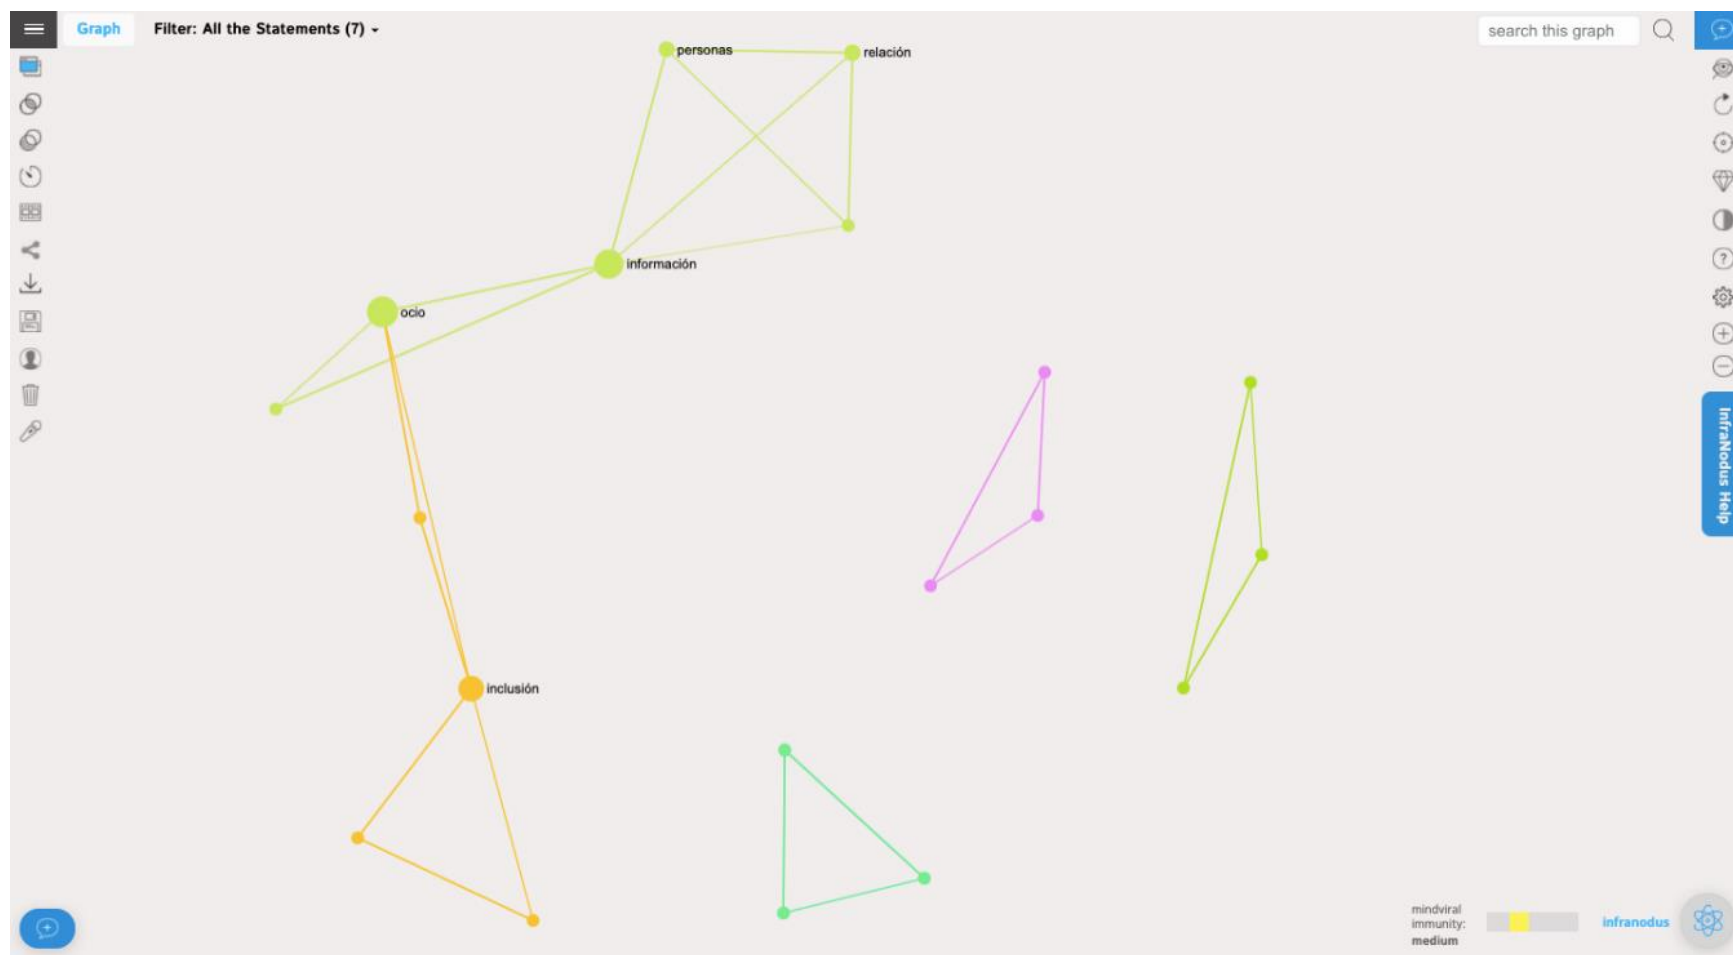 Graph
Filter: All the Statements (7)
search this graph
personas
relación
información
ocio
inclusión
InfraNodus Help
mindviral
immunity:
medium
infranodus